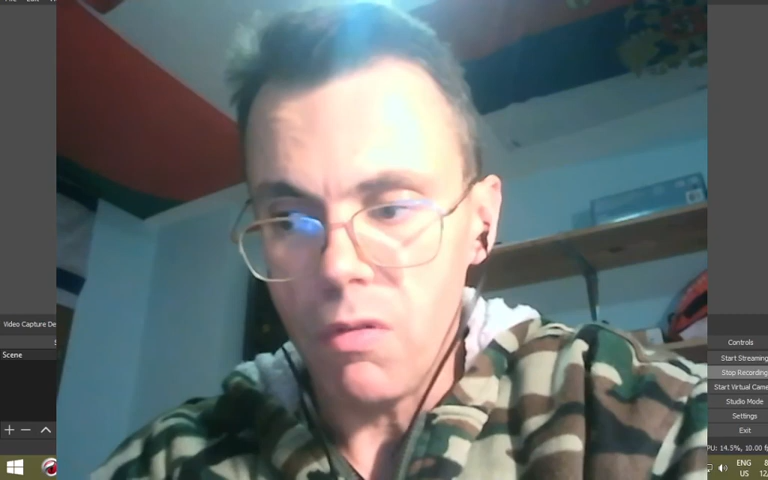 Video Capture De
Scene
Controls
Start Streaming
Stop Recording
Start Virtual Came
Studio Mode
Settings
Exit
PU: 14.5%, 10.00 f
ENG
US